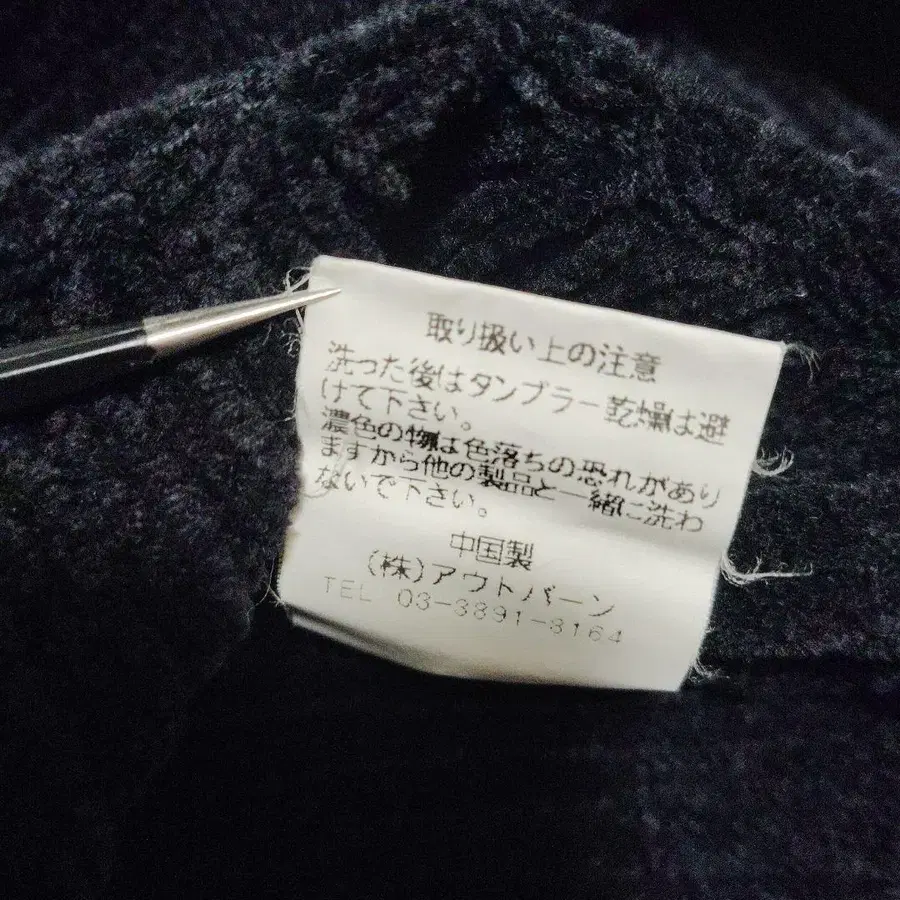 取り扱い上の注意
洗った後はタンブラー乾燥は避
けて下さい。
濃色の物は色落ちの恐れがあり
ますから他の製品と一緒に洗わ
ないで下さい。
中国製
(株)アウトバーン
TEL 03-3891-8164